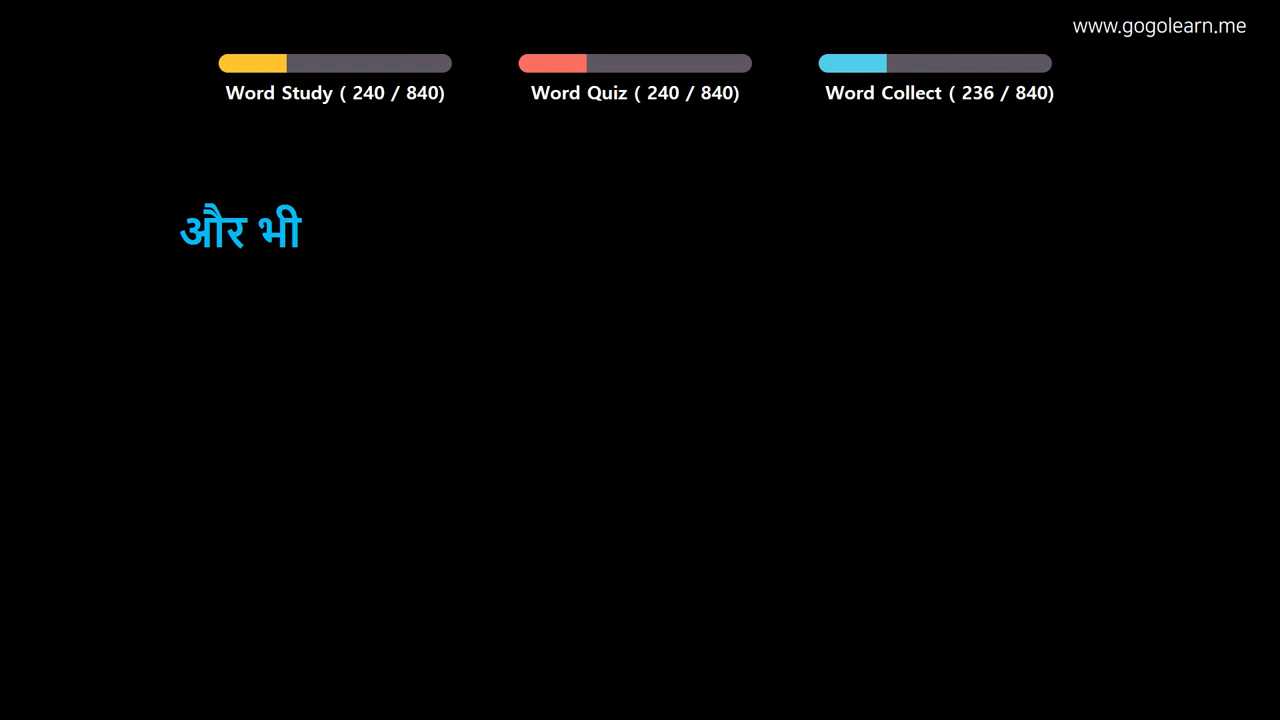 www.gogolearn.me
Word Study ( 240 / 840)
Word Quiz ( 240 / 840)
Word Collect ( 236 / 840)
और भी